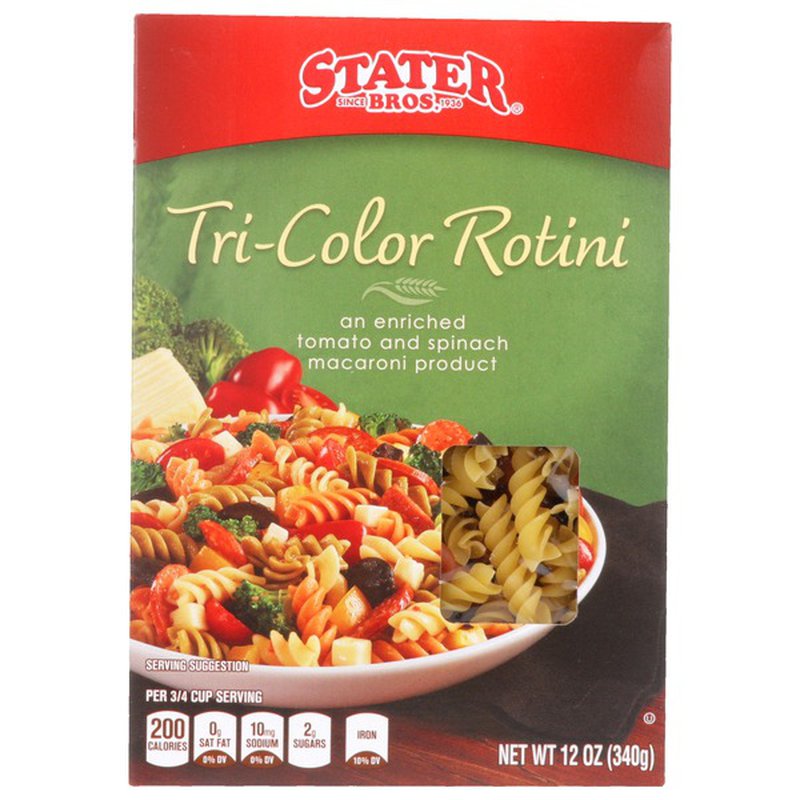 STATER
SINCE BROS. 1936 ®
Tri-Color Rotini
an enriched
tomato and spinach
macaroni product
SERVING SUGGESTION
PER 3/4 CUP SERVING
200 CALORIES
0g SAT FAT 0% DV
10mg SODIUM 0% DV
2g SUGARS
IRON 10% DV
U
NET WT 12 OZ (340g)